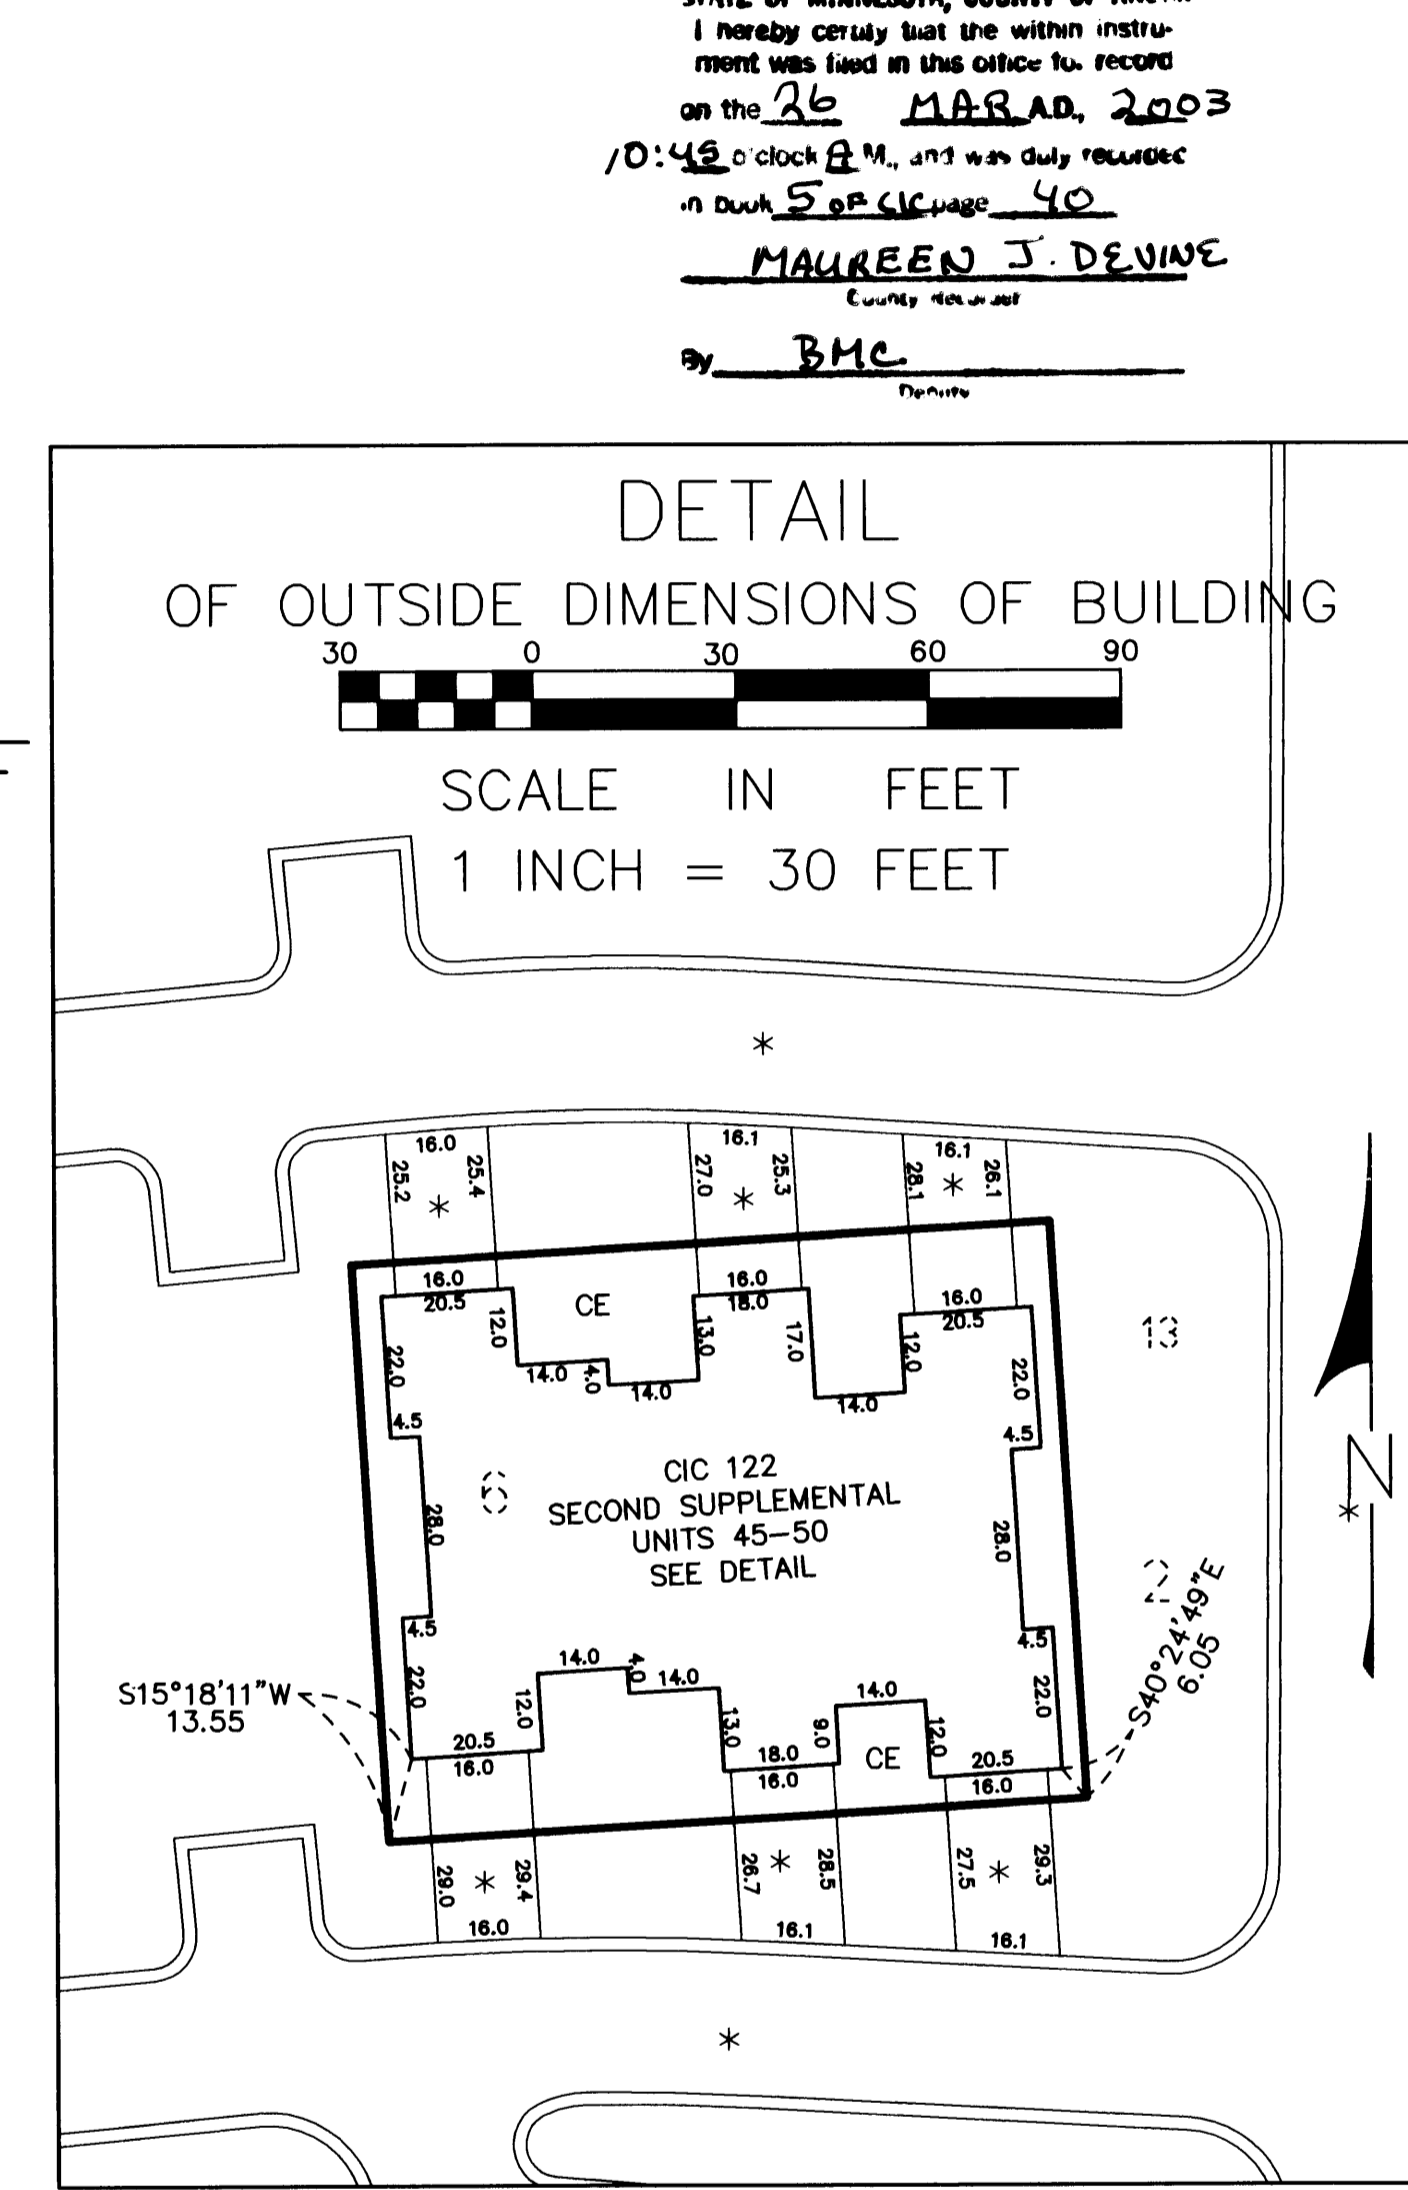 STATE OF MINNESOTA, COUNTY OF
I hereby certify that the within instru-
ment was filed in this office for record
on the 26 MAR A.D., 2003
10:45 o'clock A M., and was duly recorded
in book 5 OF CIC page 40
MAUREEN J. DEVINE
County Recorder
By BMC
Deputy
DETAIL
OF OUTSIDE DIMENSIONS OF BUILDING
30 0 30 60 90
SCALE IN FEET
1 INCH = 30 FEET
*
16.0 16.1 16.1
25.2 25.4 27.0 25.3 28.1 26.1
* * *
16.0 16.0 16.0
20.5 CE 18.0 20.5
12.0 13.0 17.0 12.0
22.0 14.0 4.0 14.0 14.0 22.0
13
4.5 4.5
CIC 122
SECOND SUPPLEMENTAL
UNITS 45-50
SEE DETAIL
28.0 28.0
N
*
4.5 4.5
S40°24'49"E
6.05
S15°18'11"W
13.55
14.0 4.0 14.0 14.0
22.0 12.0 13.0 9.0 12.0 22.0
20.5 18.0 CE 20.5
16.0 16.0 16.0
29.0 * 29.4 26.7 * 28.5 27.5 * 29.3
16.0 16.1 16.1
*